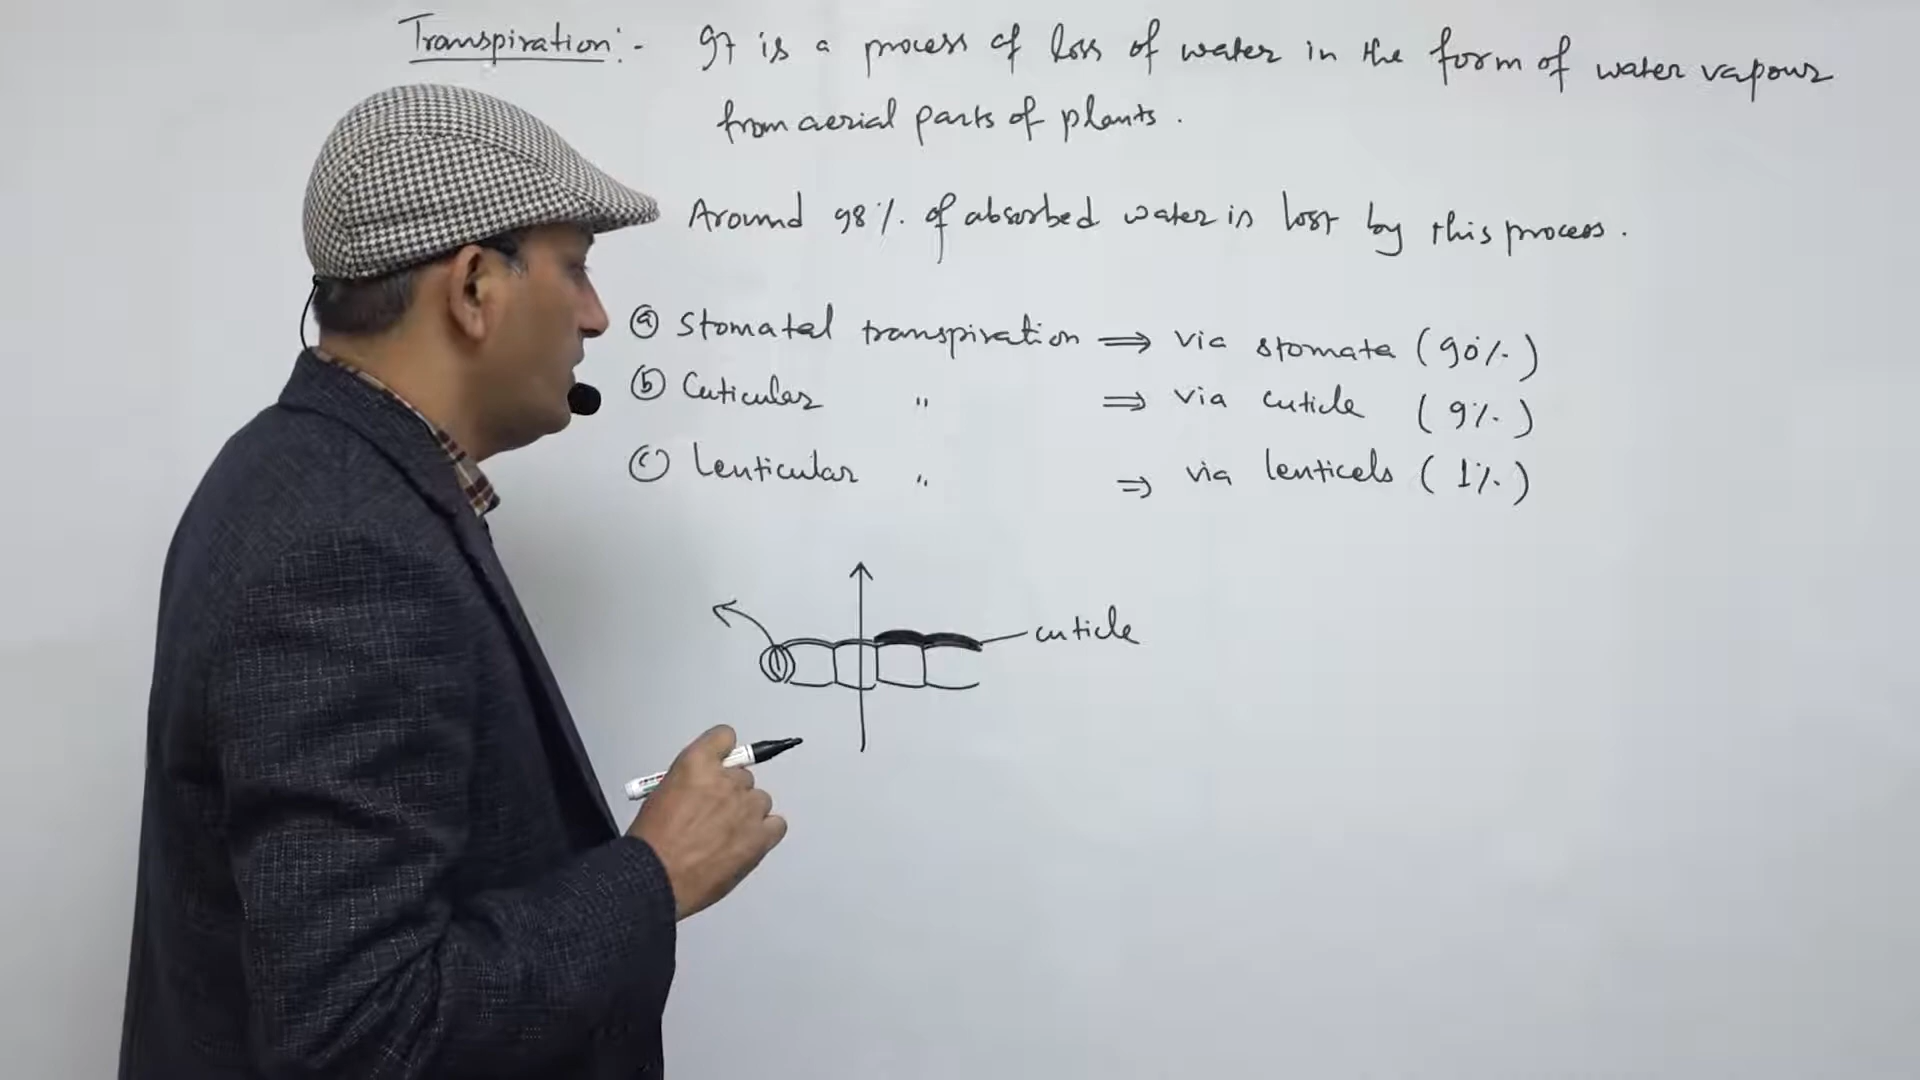 Transpiration :- It is a process of loss of water in the form of water vapour
from aerial parts of plants.
Around 98% of absorbed water is lost by this process.
(a) Stomatal transpiration ⇒ via stomata (90%)
(b) Cuticular " ⇒ via cuticle (9%)
(c) Lenticular " ⇒ via lenticels (1%)
cuticle